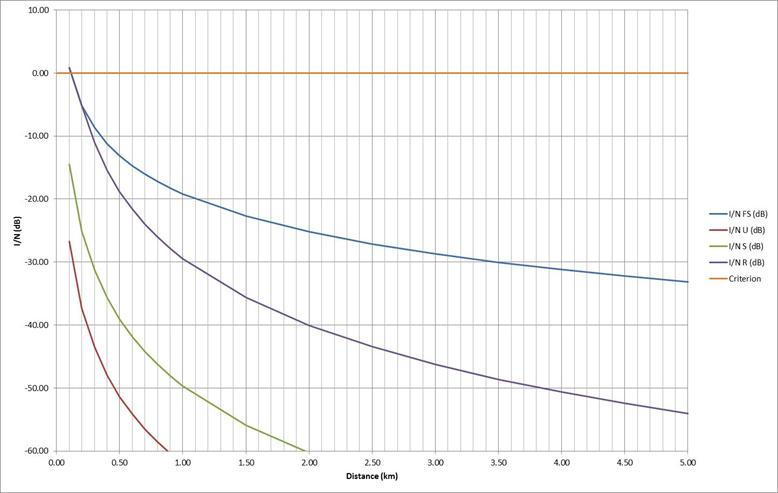 10.00
0.00
-10.00
-20.00
-30.00
-40.00
-50.00
-60.00
I/N (dB)
0.00 0.50 1.00 1.50 2.00 2.50 3.00 3.50 4.00 4.50 5.00
Distance (km)
I/N FS (dB)
I/N U (dB)
I/N S (dB)
I/N R (dB)
Criterion